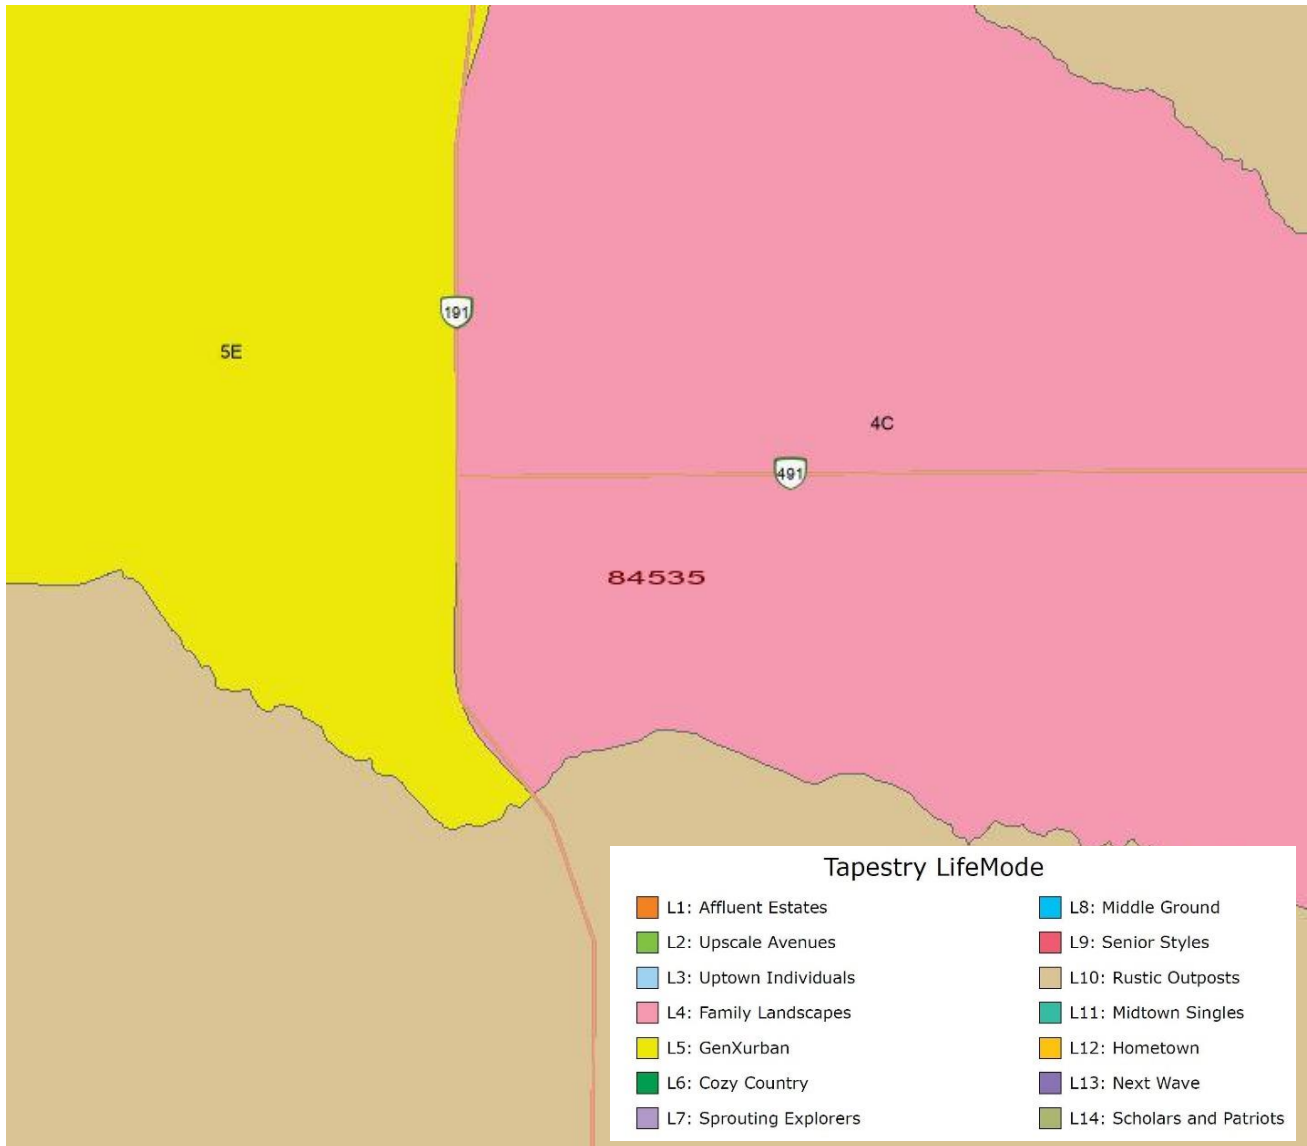 191
5E
4C
491
84535
Tapestry LifeMode
L1: Affluent Estates
L2: Upscale Avenues
L3: Uptown Individuals
L4: Family Landscapes
L5: GenXurban
L6: Cozy Country
L7: Sprouting Explorers
L8: Middle Ground
L9: Senior Styles
L10: Rustic Outposts
L11: Midtown Singles
L12: Hometown
L13: Next Wave
L14: Scholars and Patriots